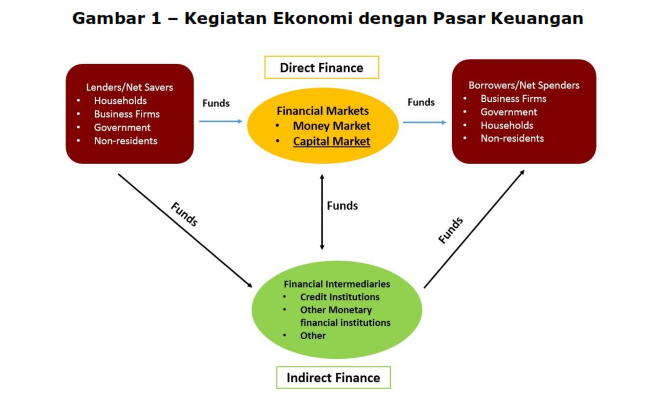 Gambar 1 – Kegiatan Ekonomi dengan Pasar Keuangan
Direct Finance
Lenders/Net Savers
• Households
• Business Firms
• Government
• Non-residents
Funds
Financial Markets
• Money Market
• Capital Market
Funds
Borrowers/Net Spenders
• Business Firms
• Government
• Households
• Non-residents
Funds
Funds
Funds
Financial Intermediaries
• Credit Institutions
• Other Monetary
financial institutions
• Other
Indirect Finance